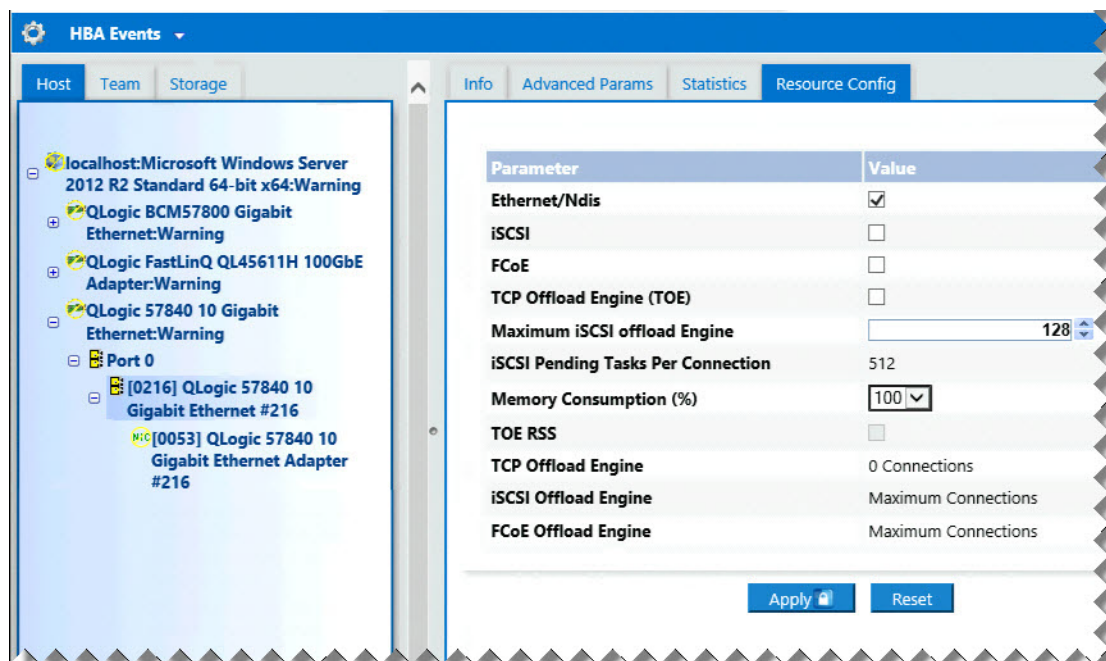 HBA Events
Host Team Storage
localhost:Microsoft Windows Server
2012 R2 Standard 64-bit x64:Warning
QLogic BCM57800 Gigabit
Ethernet:Warning
QLogic FastLinQ QL45611H 100GbE
Adapter:Warning
QLogic 57840 10 Gigabit
Ethernet:Warning
Port 0
[0216] QLogic 57840 10
Gigabit Ethernet #216
NIC [0053] QLogic 57840 10
Gigabit Ethernet Adapter
#216
Info Advanced Params Statistics Resource Config
Parameter Value
Ethernet/Ndis
iSCSI
FCoE
TCP Offload Engine (TOE)
Maximum iSCSI offload Engine 128
iSCSI Pending Tasks Per Connection 512
Memory Consumption (%) 100
TOE RSS
TCP Offload Engine 0 Connections
iSCSI Offload Engine Maximum Connections
FCoE Offload Engine Maximum Connections
Apply Reset